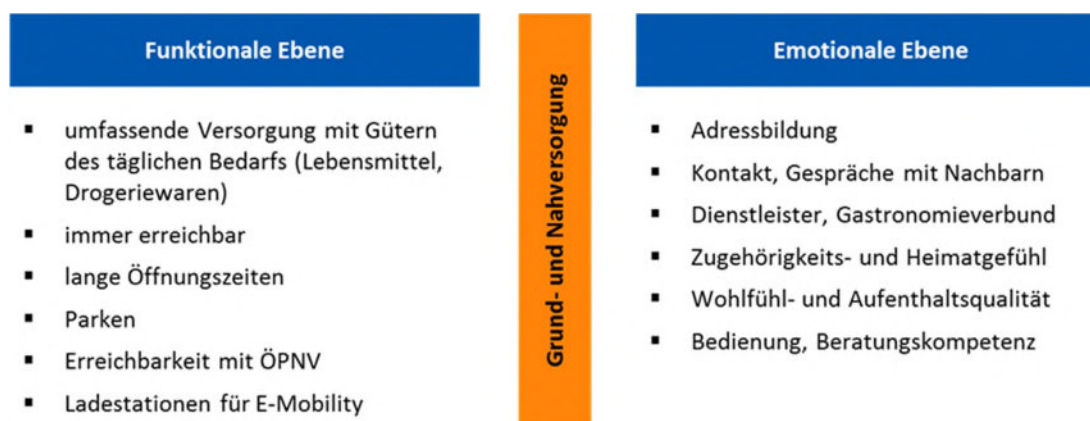 Funktionale Ebene
▪ umfassende Versorgung mit Gütern
des täglichen Bedarfs (Lebensmittel,
Drogeriewaren)
▪ immer erreichbar
▪ lange Öffnungszeiten
▪ Parken
▪ Erreichbarkeit mit ÖPNV
▪ Ladestationen für E-Mobility
Grund- und Nahversorgung
Emotionale Ebene
▪ Adressbildung
▪ Kontakt, Gespräche mit Nachbarn
▪ Dienstleister, Gastronomieverbund
▪ Zugehörigkeits- und Heimatgefühl
▪ Wohlfühl- und Aufenthaltsqualität
▪ Bedienung, Beratungskompetenz